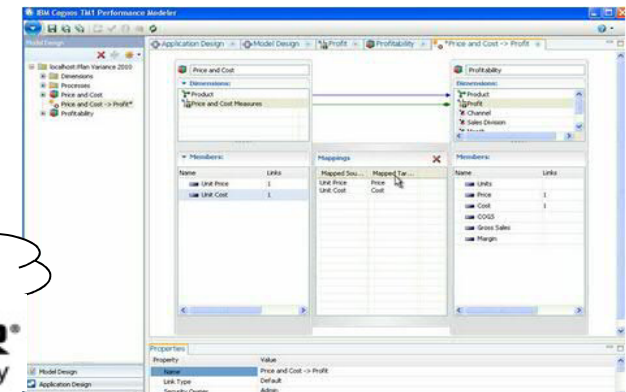 IBM Cognos TM1 Performance Modeler
Model Design
Application Design
Model Design
*Profit
Profitability
*Price and Cost -> Profit
localhost:Plan Variance 2010
Dimensions
Processes
Price and Cost
Price and Cost -> Profit*
Profitability
Price and Cost
Profitability
Dimensions:
Product
Price and Cost Measures
Dimensions:
Product
Profit
Channel
Sales Division
Members:
Name Links
Unit Price 1
Unit Cost 1
Mappings
Mapped Sou... Mapped Tar...
Unit Price Price
Unit Cost Cost
Members:
Name Links
Units
Price 1
Cost 1
COGS
Gross Sales
Margin
Properties
Property Value
Name Price and Cost -> Profit
Link Type Default
Security Owner Admin
Model Design
Application Design